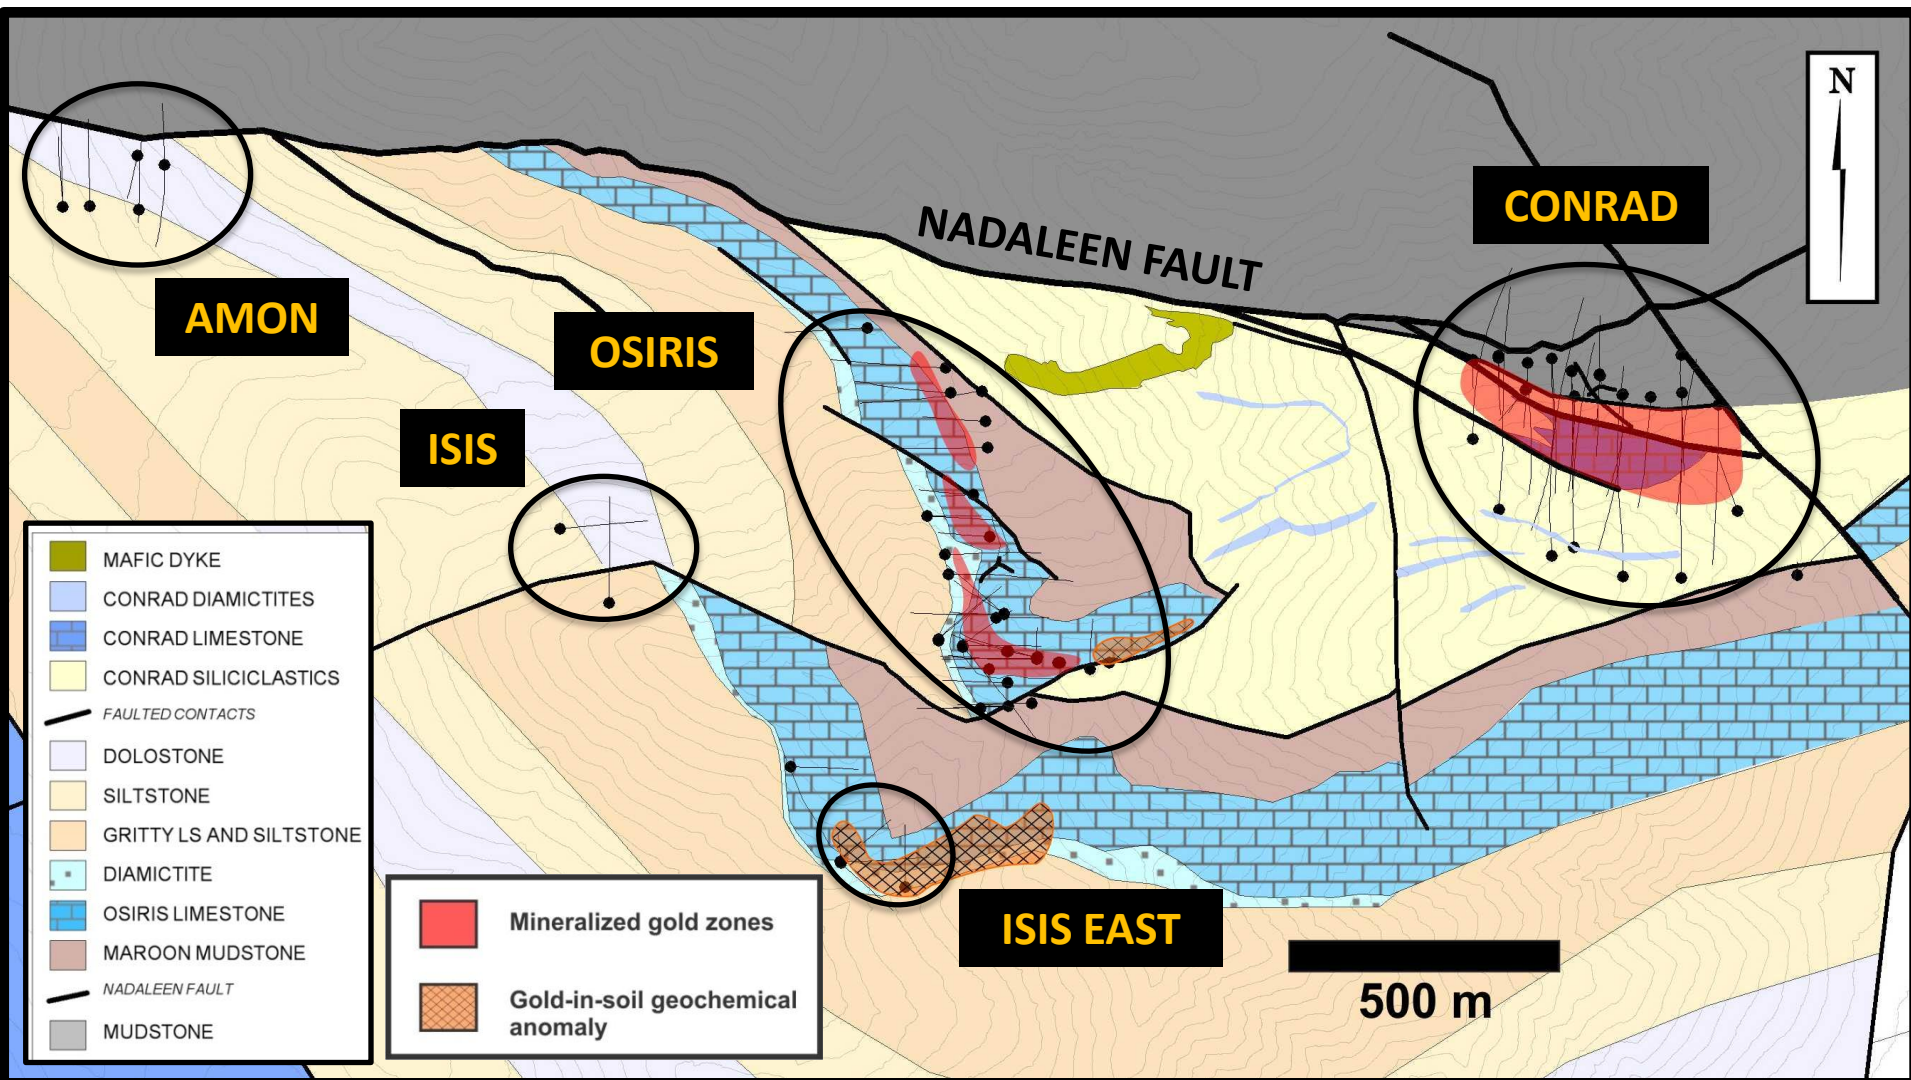 N
CONRAD
NADALEEN FAULT
AMON
OSIRIS
ISIS
MAFIC DYKE
CONRAD DIAMICTITES
CONRAD LIMESTONE
CONRAD SILICICLASTICS
FAULTED CONTACTS
DOLOSTONE
SILTSTONE
GRITTY LS AND SILTSTONE
DIAMICTITE
OSIRIS LIMESTONE
MAROON MUDSTONE
NADALEEN FAULT
MUDSTONE
Mineralized gold zones
Gold-in-soil geochemical
anomaly
ISIS EAST
500 m